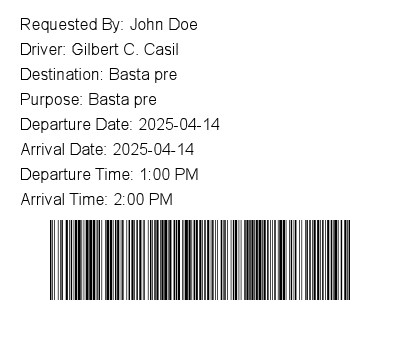 Requested By: John Doe
Driver: Gilbert C. Casil
Destination: Basta pre
Purpose: Basta pre
Departure Date: 2025-04-14
Arrival Date: 2025-04-14
Departure Time: 1:00 PM
Arrival Time: 2:00 PM